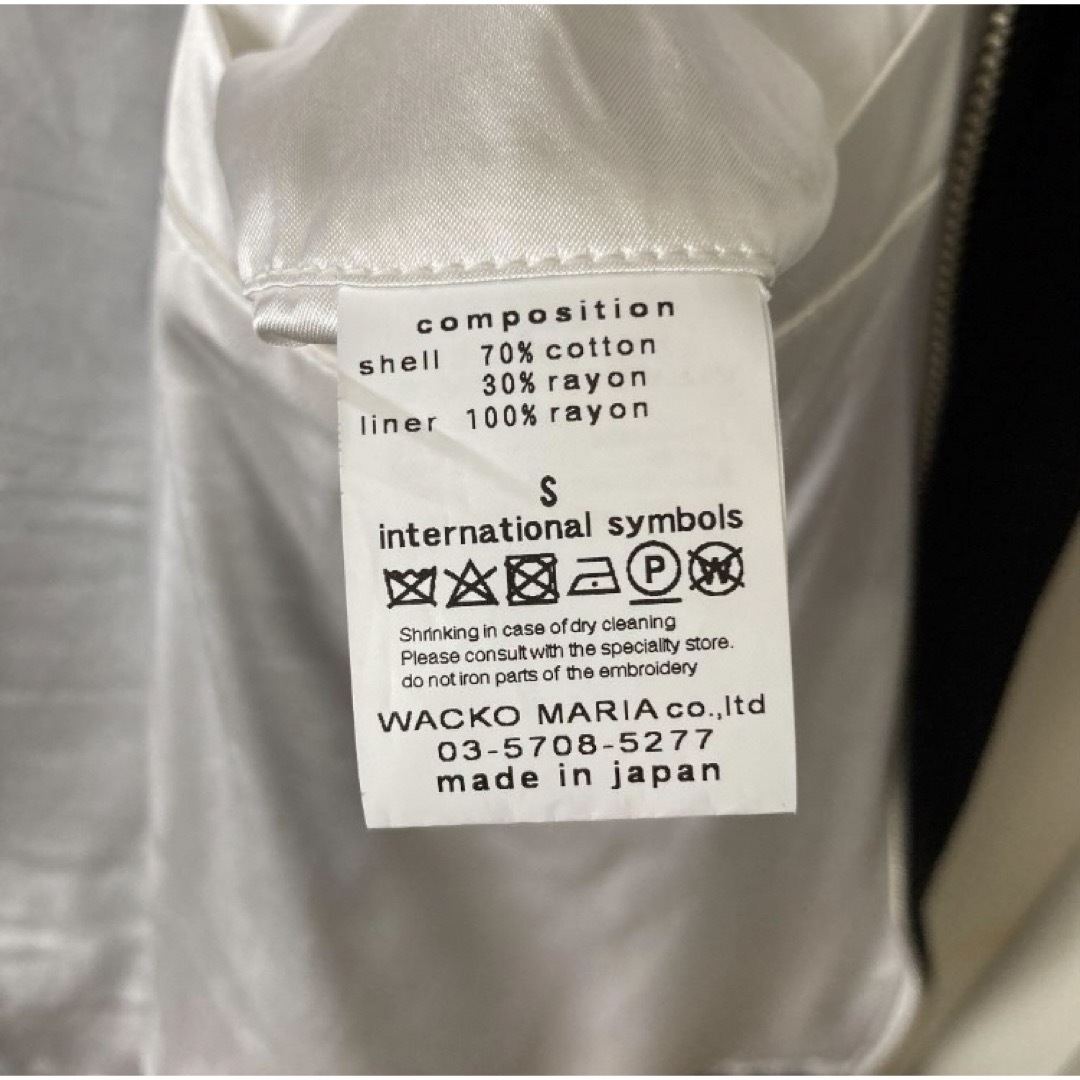 composition
shell 70% cotton
30% rayon
liner 100% rayon
S
international symbols
P W
Shrinking in case of dry cleaning
Please consult with the speciality store.
do not iron parts of the embroidery
WACKO MARIA co.,ltd
03-5708-5277
made in japan